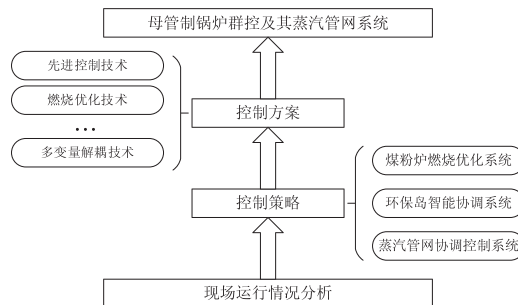 母管制锅炉群控及其蒸汽管网系统
先进控制技术
燃烧优化技术
•••
多变量解耦技术
控制方案
煤粉炉燃烧优化系统
控制策略
环保岛智能协调系统
蒸汽管网协调控制系统
现场运行情况分析